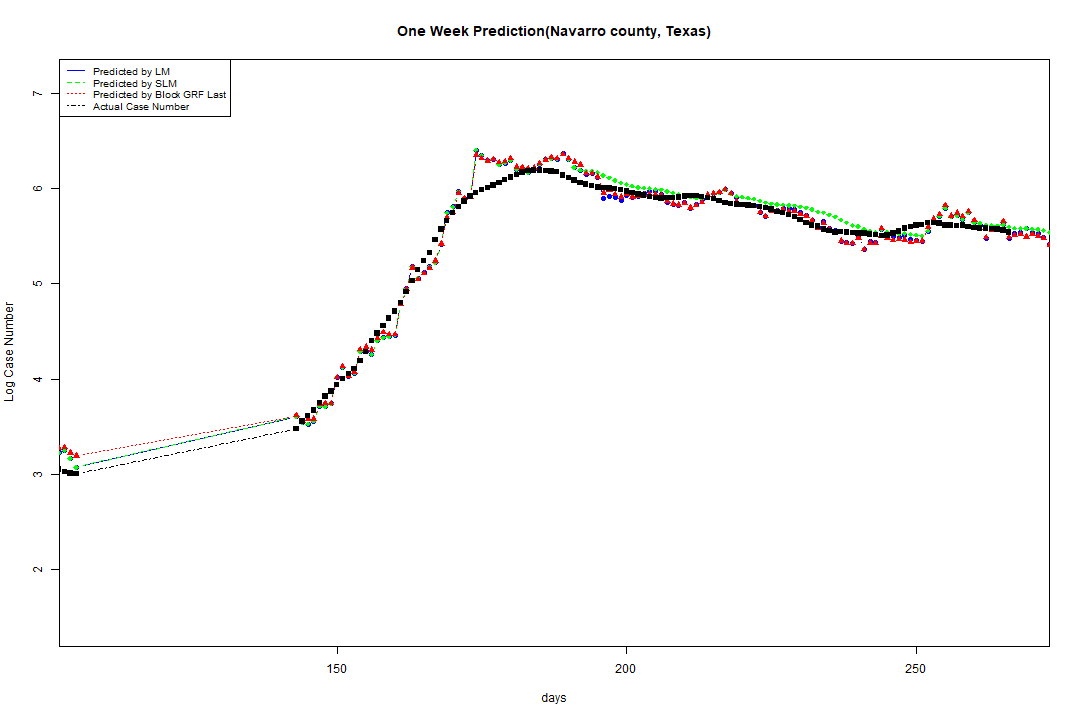 One Week Prediction(Navarro county, Texas)
Predicted by LM
Predicted by SLM
Predicted by Block GRF Last
Actual Case Number
7
6
5
4
3
2
Log Case Number
150
200
250
days